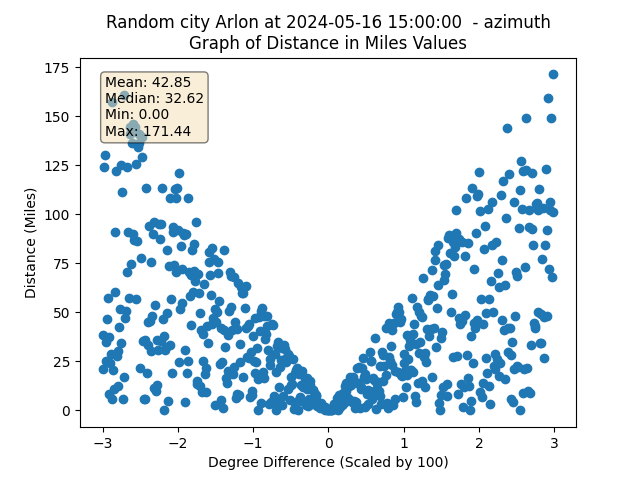 Random city Arlon at 2024-05-16 15:00:00 - azimuth
Graph of Distance in Miles Values
Mean: 42.85
Median: 32.62
Min: 0.00
Max: 171.44
175
150
125
100
75
50
25
0
Distance (Miles)
−3 −2 −1 0 1 2 3
Degree Difference (Scaled by 100)